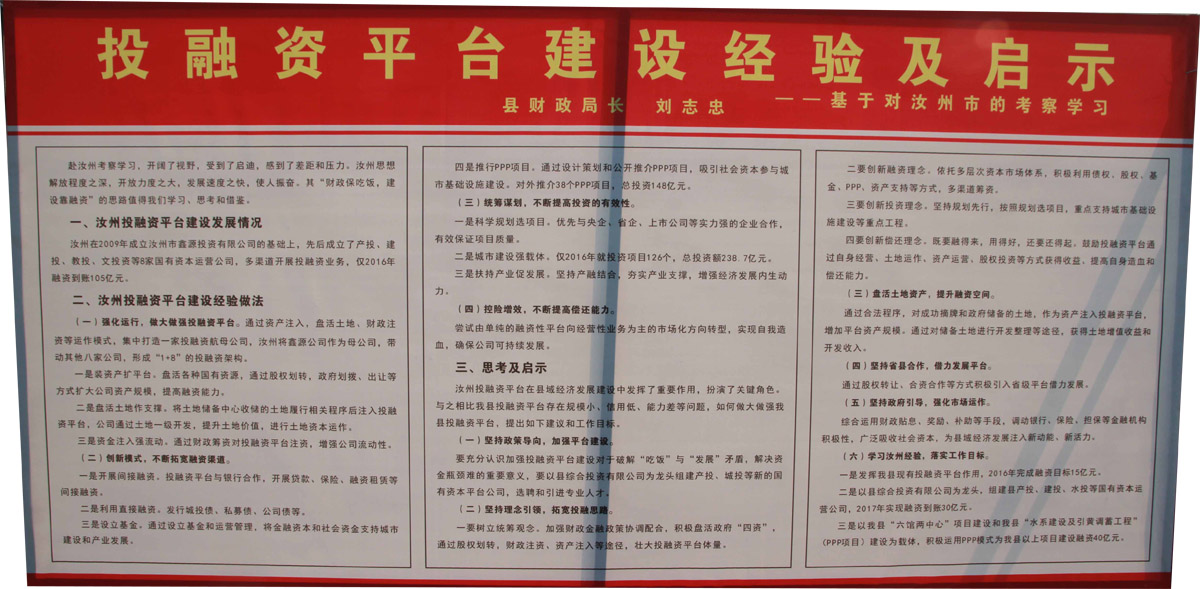 投融资平台建设经验及启示
县财政局长 刘志忠 ——基于对汝州市的考察学习
赴汝州考察学习，开阔了视野，受到了启迪，感到了差距和压力。汝州思想
解放程度之深，开放力度之大，发展速度之快，使人振奋。其“财政保吃饭，建
设靠融资”的思路值得我们学习、思考和借鉴。
一、汝州投融资平台建设发展情况
汝州在2009年成立汝州市鑫源投资有限公司的基础上，先后成立了产投、建
投、教投、文投资等8家国有资本运营公司，多渠道开展投融资业务，仅2016年
融资到账105亿元。
二、汝州投融资平台建设经验做法
（一）强化运行，做大做强投融资平台。通过资产注入，盘活土地、财政注
资等运作模式，集中打造一家投融资航母公司，汝州将鑫源公司作为母公司，带
动其他八家公司，形成“1+8”的投融资架构。
一是装资产扩平台。盘活各种国有资源，通过股权划转，政府划拨、出让等
方式扩大公司资产规模，提高融资能力。
二是盘活土地作支撑。将土地储备中心收储的土地履行相关程序后注入投融
资平台，公司通过土地一级开发，提升土地价值，进行土地资本运作。
三是资金注入强流动。通过财政筹资对投融资平台注资，增强公司流动性。
（二）创新模式，不断拓宽融资渠道。
一是开展间接融资。投融资平台与银行合作，开展贷款、保险、融资租赁等
间接融资。
二是利用直接融资。发行城投债、私募债、公司债等。
三是设立基金。通过设立基金和运营管理，将金融资本和社会资金支持城市
建设和产业发展。
四是推行PPP项目。通过设计策划和公开推介PPP项目，吸引社会资本参与城
市基础设施建设。对外推介38个PPP项目，总投资148亿元。
（三）统筹谋划，不断提高投资的有效性。
一是科学规划选项目。优先与央企、省企、上市公司等实力强的企业合作，
有效保证项目质量。
二是城市建设强载体。仅2016年就投资项目126个，总投资额238.7亿元。
三是扶持产业促发展。坚持产融结合，夯实产业支撑，增强经济发展内生动
力。
（四）控险增效，不断提高偿还能力。
尝试由单纯的融资性平台向经营性业务为主的市场化方向转型，实现自我造
血，确保公司可持续发展。
三、思考及启示
汝州投融资平台在县域经济发展建设中发挥了重要作用，扮演了关键角色。
与之相比我县投融资平台存在规模小、信用低、能力差等问题，如何做大做强我
县投融资平台，提出如下建议和工作目标。
（一）坚持政策导向，加强平台建设。
要充分认识加强投融资平台建设对于破解“吃饭”与“发展”矛盾，解决资
金瓶颈难的重要意义，要以县综合投资有限公司为龙头组建产投、城投等新的国
有资本平台公司，选聘和引进专业人才。
（二）坚持理念引领，拓宽投融思路。
一要树立统筹观念。加强财政金融政策协调配合，积极盘活政府“四资”，
通过股权划转，财政注资、资产注入等途径，壮大投融资平台体量。
二要创新融资理念。依托多层次资本市场体系，积极利用债权、股权、基
金、PPP、资产支持等方式，多渠道筹资。
三要创新投资理念。坚持规划先行，按照规划选项目，重点支持城市基础设
施建设等重点工程。
四要创新偿还理念。既要融得来，用得好，还要还得起。鼓励投融资平台通
过自身经营、土地运作、资产运营、股权投资等方式获得收益、提高自身造血和
偿还能力。
（三）盘活土地资产，提升融资空间。
通过合法程序，对成功摘牌和政府储备的土地，作为资产注入投融资平台，
增加平台资产规模。通过对储备土地进行开发整理等途径，获得土地增值收益和
开发收入。
（四）坚持省县合作，借力发展平台。
通过股权转让、合资合作等方式积极引入省级平台借力发展。
（五）坚持政府引导，强化市场运作。
综合运用财政贴息、奖励、补助等手段，调动银行、保险、担保等金融机构
积极性，广泛吸收社会资本，为县域经济发展注入新动能、新活力。
（六）学习汝州经验，落实工作目标。
一是发挥我县现有投融资平台作用，2016年完成融资目标15亿元。
二是以县综合投资有限公司为龙头，组建县产投、建投、水投等国有资本运
营公司，2017年实现融资到账30亿元。
三是以我县“六馆两中心”项目建设和我县“水系建设及引黄调蓄工程”
(PPP项目）建设为载体，积极运用PPP模式为我县以上项目建设融资40亿元。